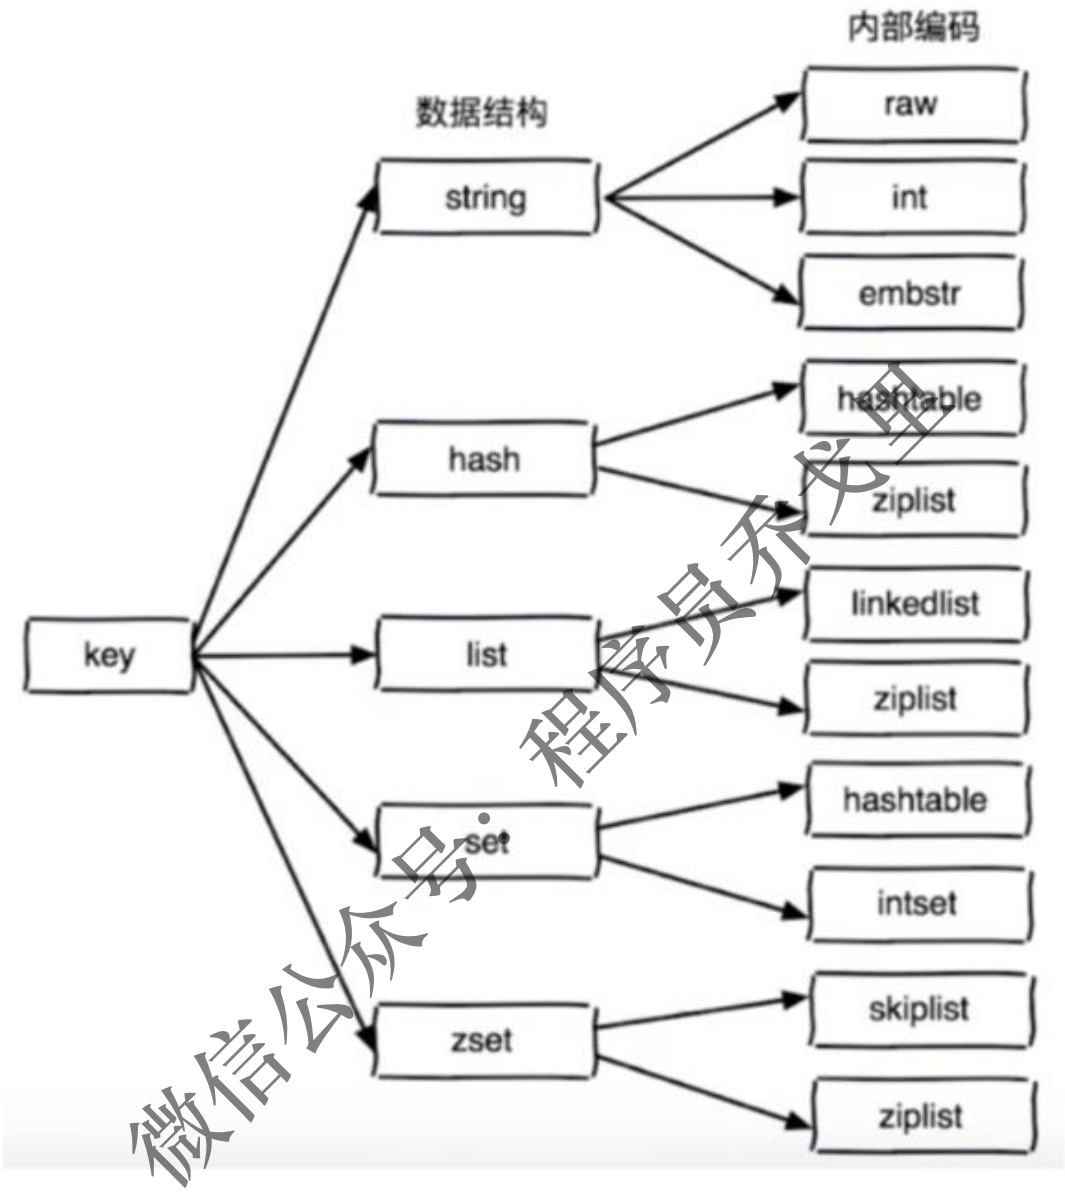 内部编码
数据结构
raw
string
int
embstr
hashtable
hash
ziplist
linkedlist
key
list
ziplist
hashtable
set
intset
skiplist
zset
ziplist
微信公众号：程序员乔戈里